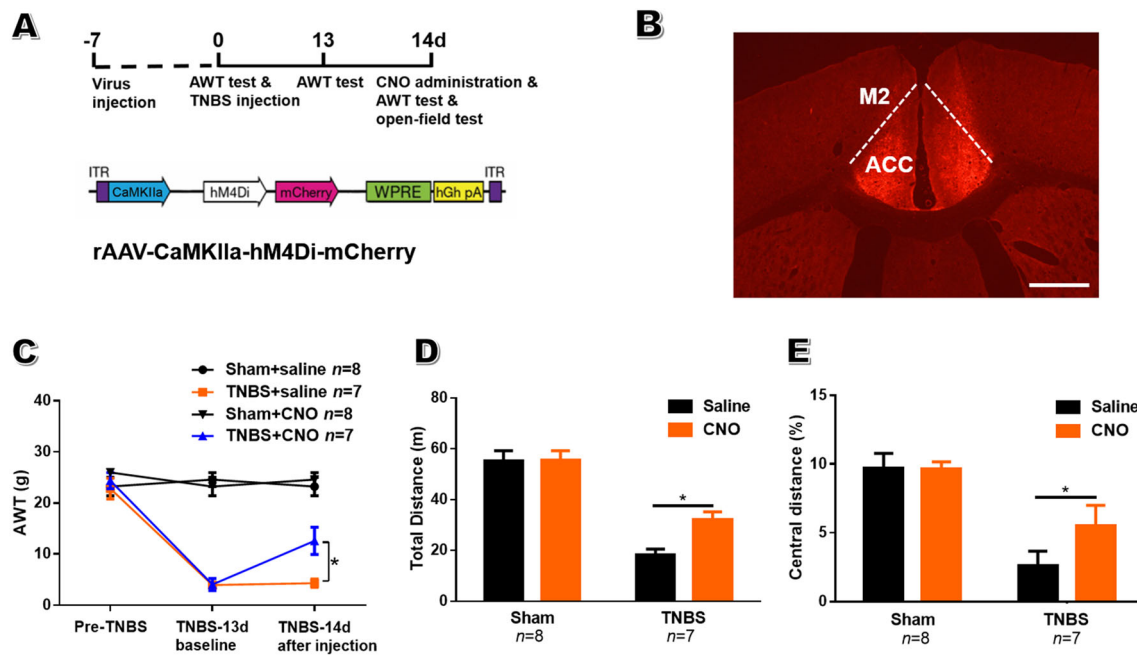 A
-7 0 13 14d
Virus injection
AWT test & TNBS injection
AWT test
CNO administration & AWT test & open-field test
ITR ITR
CaMKIIa hM4Di mCherry WPRE hGh pA
rAAV-CaMKIIa-hM4Di-mCherry
B
M2
ACC
C
Sham+saline n=8
TNBS+saline n=7
Sham+CNO n=8
TNBS+CNO n=7
AWT (g)
40
30
20
10
0
*
Pre-TNBS
TNBS-13d
baseline
TNBS-14d
after injection
D
Saline
CNO
Total Distance (m)
80
60
40
20
0
*
Sham
n=8
TNBS
n=7
E
Saline
CNO
Central distance (%)
15
10
5
0
*
Sham
n=8
TNBS
n=7